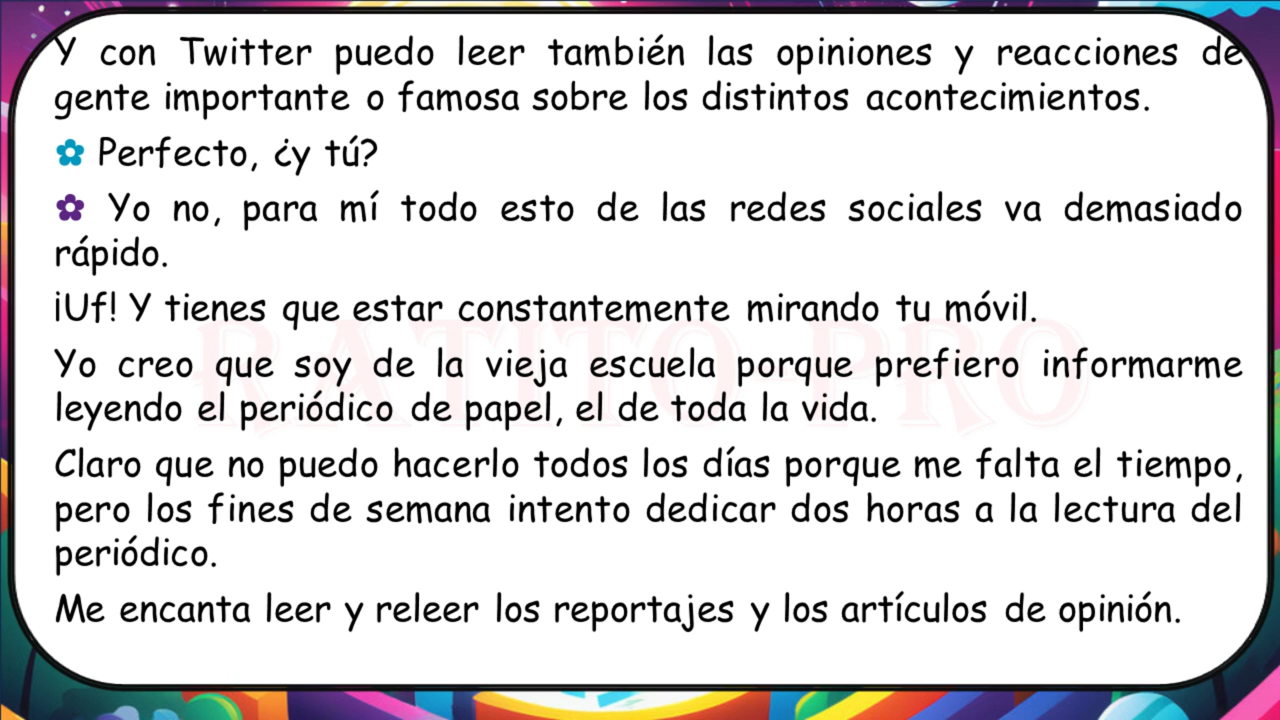 Y con Twitter puedo leer también las opiniones y reacciones de
gente importante o famosa sobre los distintos acontecimientos.
✿ Perfecto, ¿y tú?
✿ Yo no, para mí todo esto de las redes sociales va demasiado
rápido.
¡Uf! Y tienes que estar constantemente mirando tu móvil.
Yo creo que soy de la vieja escuela porque prefiero informarme
leyendo el periódico de papel, el de toda la vida.
Claro que no puedo hacerlo todos los días porque me falta el tiempo,
pero los fines de semana intento dedicar dos horas a la lectura del
periódico.
Me encanta leer y releer los reportajes y los artículos de opinión.
RATITO-PRO